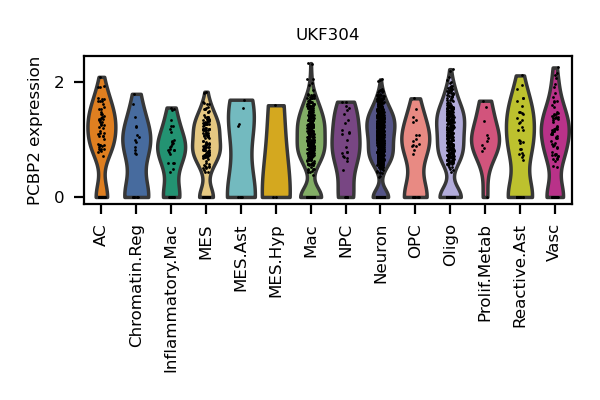 UKF304
PCBP2 expression
2
0
AC
Chromatin.Reg
Inflammatory.Mac
MES
MES.Ast
MES.Hyp
Mac
NPC
Neuron
OPC
Oligo
Prolif.Metab
Reactive.Ast
Vasc